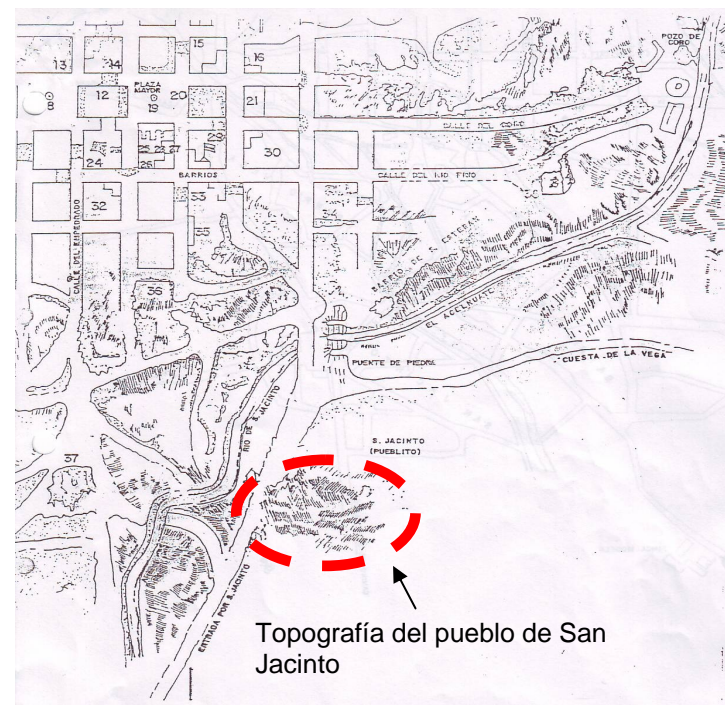 15
13
14
16
POZO DE
CORO
PLAZA
MAYOR
8
12
19
20
21
CALLE DEL CORO
24
25
26
27
29
30
BARRIOS
CALLE DEL RIO FRIO
32
33
34
35
CALLE DEL EMPEDRADO
BARRIO DE S. ESTEBAN
36
EL ACELHUATE
PUENTE DE PIEDRA
CUESTA DE LA VEGA
RIO DE S. JACINTO
S. JACINTO
(PUEBLITO)
37
ENTRADA POR S. JACINTO
Topografía del pueblo de San
Jacinto